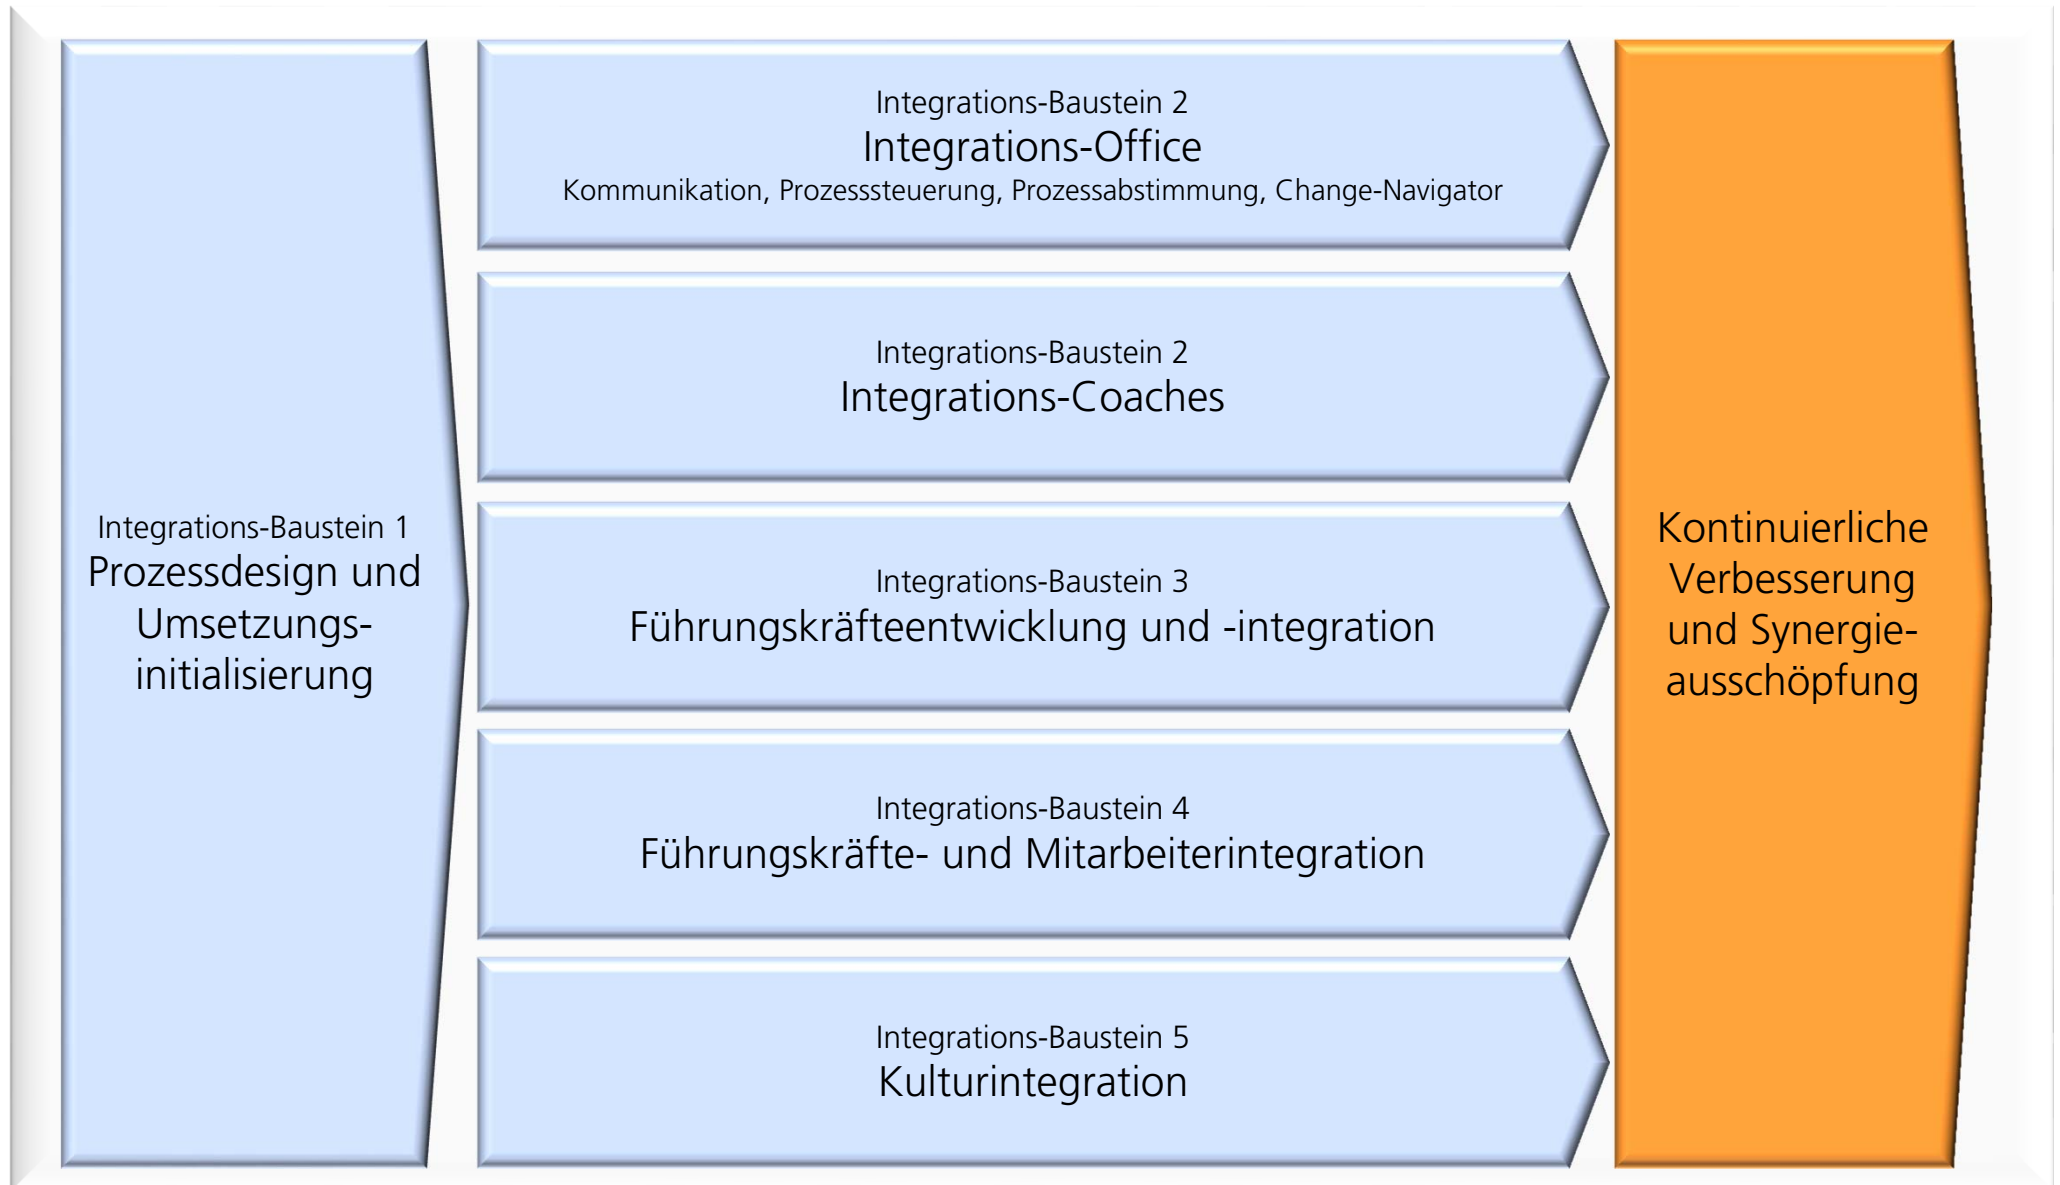 Integrations-Baustein 1
Prozessdesign und
Umsetzungs-
initialisierung
Integrations-Baustein 2
Integrations-Office
Kommunikation, Prozesssteuerung, Prozessabstimmung, Change-Navigator
Integrations-Baustein 2
Integrations-Coaches
Integrations-Baustein 3
Führungskräfteentwicklung und -integration
Integrations-Baustein 4
Führungskräfte- und Mitarbeiterintegration
Integrations-Baustein 5
Kulturintegration
Kontinuierliche
Verbesserung
und Synergie-
ausschöpfung